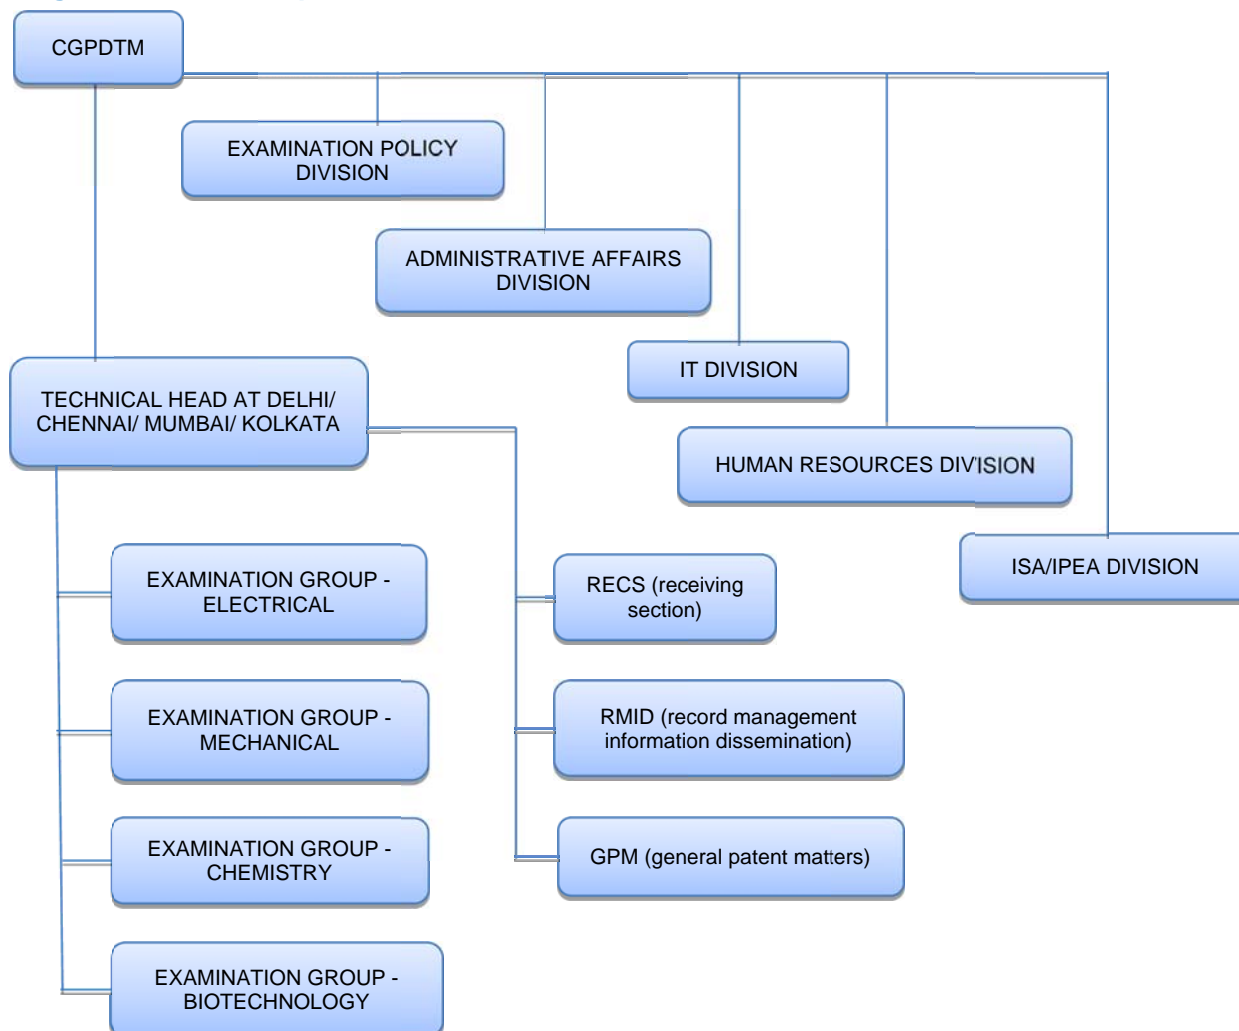 CGPDTM
EXAMINATION POLICY
DIVISION
ADMINISTRATIVE AFFAIRS
DIVISION
IT DIVISION
TECHNICAL HEAD AT DELHI/
CHENNAI/ MUMBAI/ KOLKATA
HUMAN RESOURCES DIVISION
ISA/IPEA DIVISION
EXAMINATION GROUP -
ELECTRICAL
RECS (receiving
section)
EXAMINATION GROUP -
MECHANICAL
RMID (record management
information dissemination)
EXAMINATION GROUP -
CHEMISTRY
GPM (general patent matters)
EXAMINATION GROUP -
BIOTECHNOLOGY